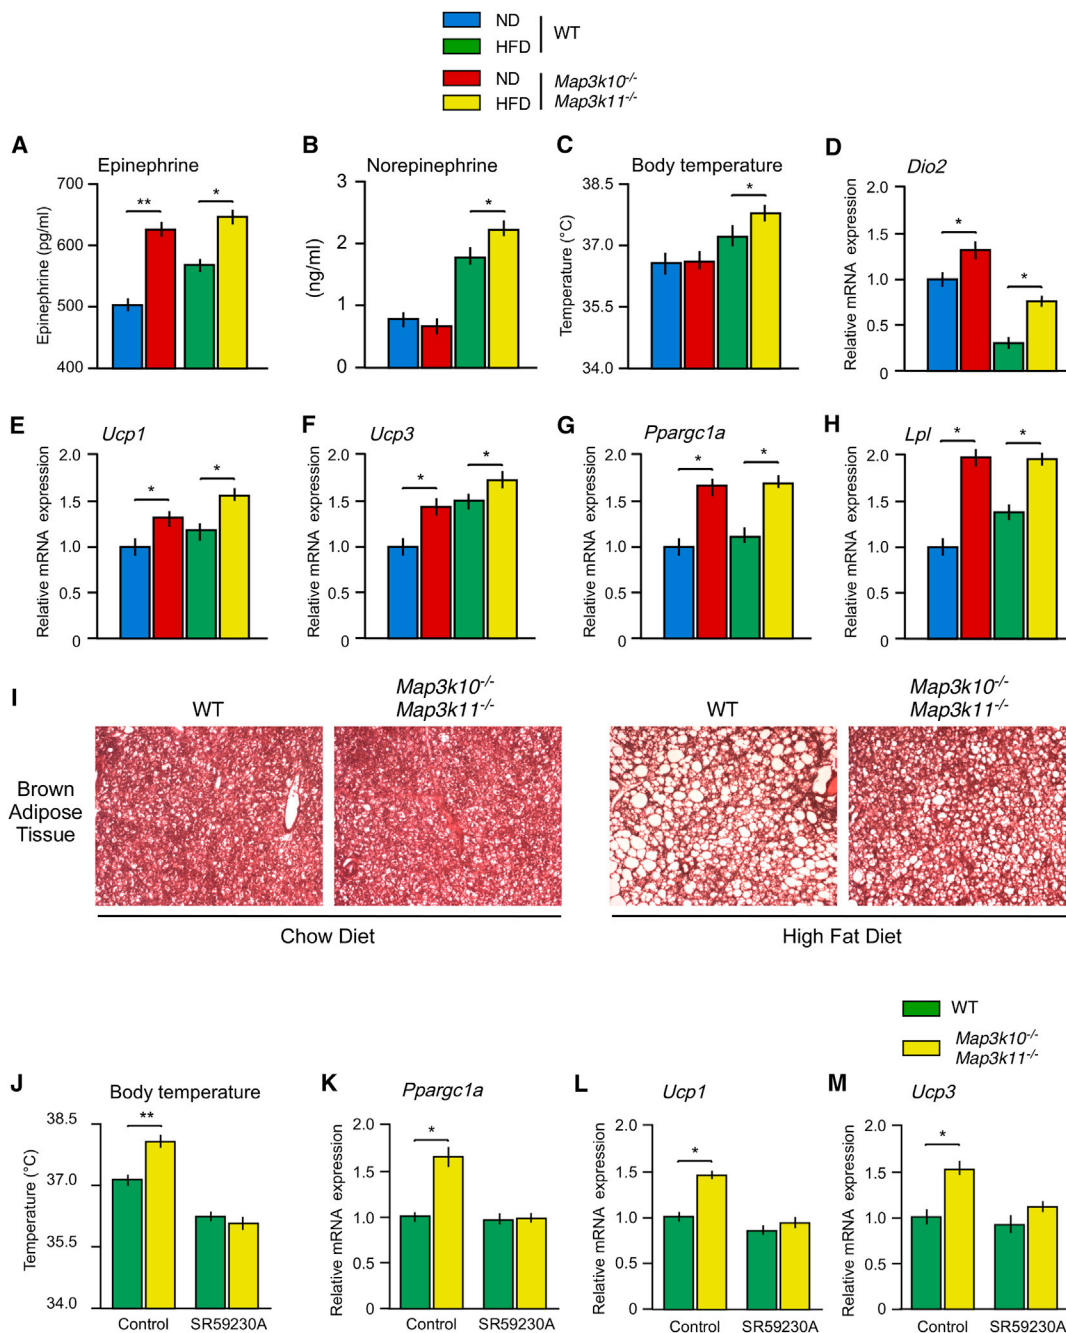 ND
HFD
WT
ND
HFD
Map3k10-/-
Map3k11-/-
A
Epinephrine
Epinephrine (pg/ml)
700
600
500
400
**
*
B
Norepinephrine
(ng/ml)
3
2
1
0
*
C
Body temperature
Temperature (°C)
38.5
37.0
35.5
34.0
*
D
Dio2
Relative mRNA expression
2.0
1.5
1.0
0.5
0
*
*
E
Ucp1
Relative mRNA expression
2.0
1.5
1.0
0.5
0
*
*
F
Ucp3
Relative mRNA expression
2.0
1.5
1.0
0.5
0
*
*
G
Ppargc1a
Relative mRNA expression
2.0
1.5
1.0
0.5
0
*
*
H
Lpl
Relative mRNA expression
2.0
1.5
1.0
0.5
0
*
*
I
WT
Map3k10-/-
Map3k11-/-
WT
Map3k10-/-
Map3k11-/-
Brown
Adipose
Tissue
Chow Diet
High Fat Diet
WT
Map3k10-/-
Map3k11-/-
J
Body temperature
Temperature (°C)
38.5
37.0
35.5
34.0
**
Control
SR59230A
K
Ppargc1a
Relative mRNA expression
2.0
1.5
1.0
0.5
0
*
Control
SR59230A
L
Ucp1
Relative mRNA expression
2.0
1.5
1.0
0.5
0
*
Control
SR59230A
M
Ucp3
Relative mRNA expression
2.0
1.5
1.0
0.5
0
*
Control
SR59230A